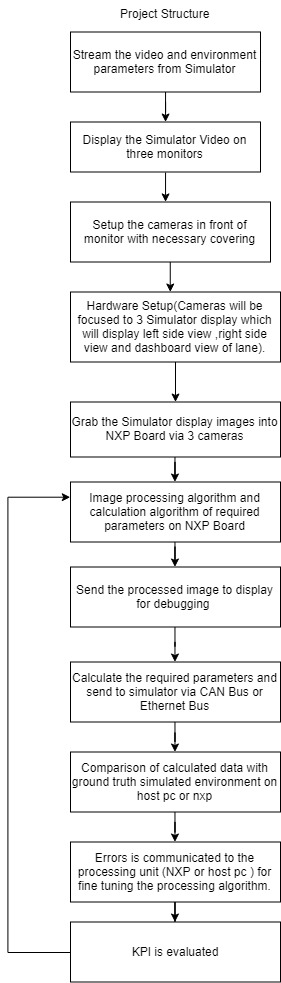 Project Structure
Stream the video and environment
parameters from Simulator
Display the Simulator Video on
three monitors
Setup the cameras in front of
monitor with necessary covering
Hardware Setup(Cameras will be
focused to 3 Simulator display which
will display left side view ,right side
view and dashboard view of lane).
Grab the Simulator display images into
NXP Board via 3 cameras
Image processing algorithm and
calculation algorithm of required
parameters on NXP Board
Send the processed image to display
for debugging
Calculate the required parameters and
send to simulator via CAN Bus or
Ethernet Bus
Comparison of calculated data with
ground truth simulated environment on
host pc or nxp
Errors is communicated to the
processing unit (NXP or host pc ) for
fine tuning the processing algorithm.
KPI is evaluated